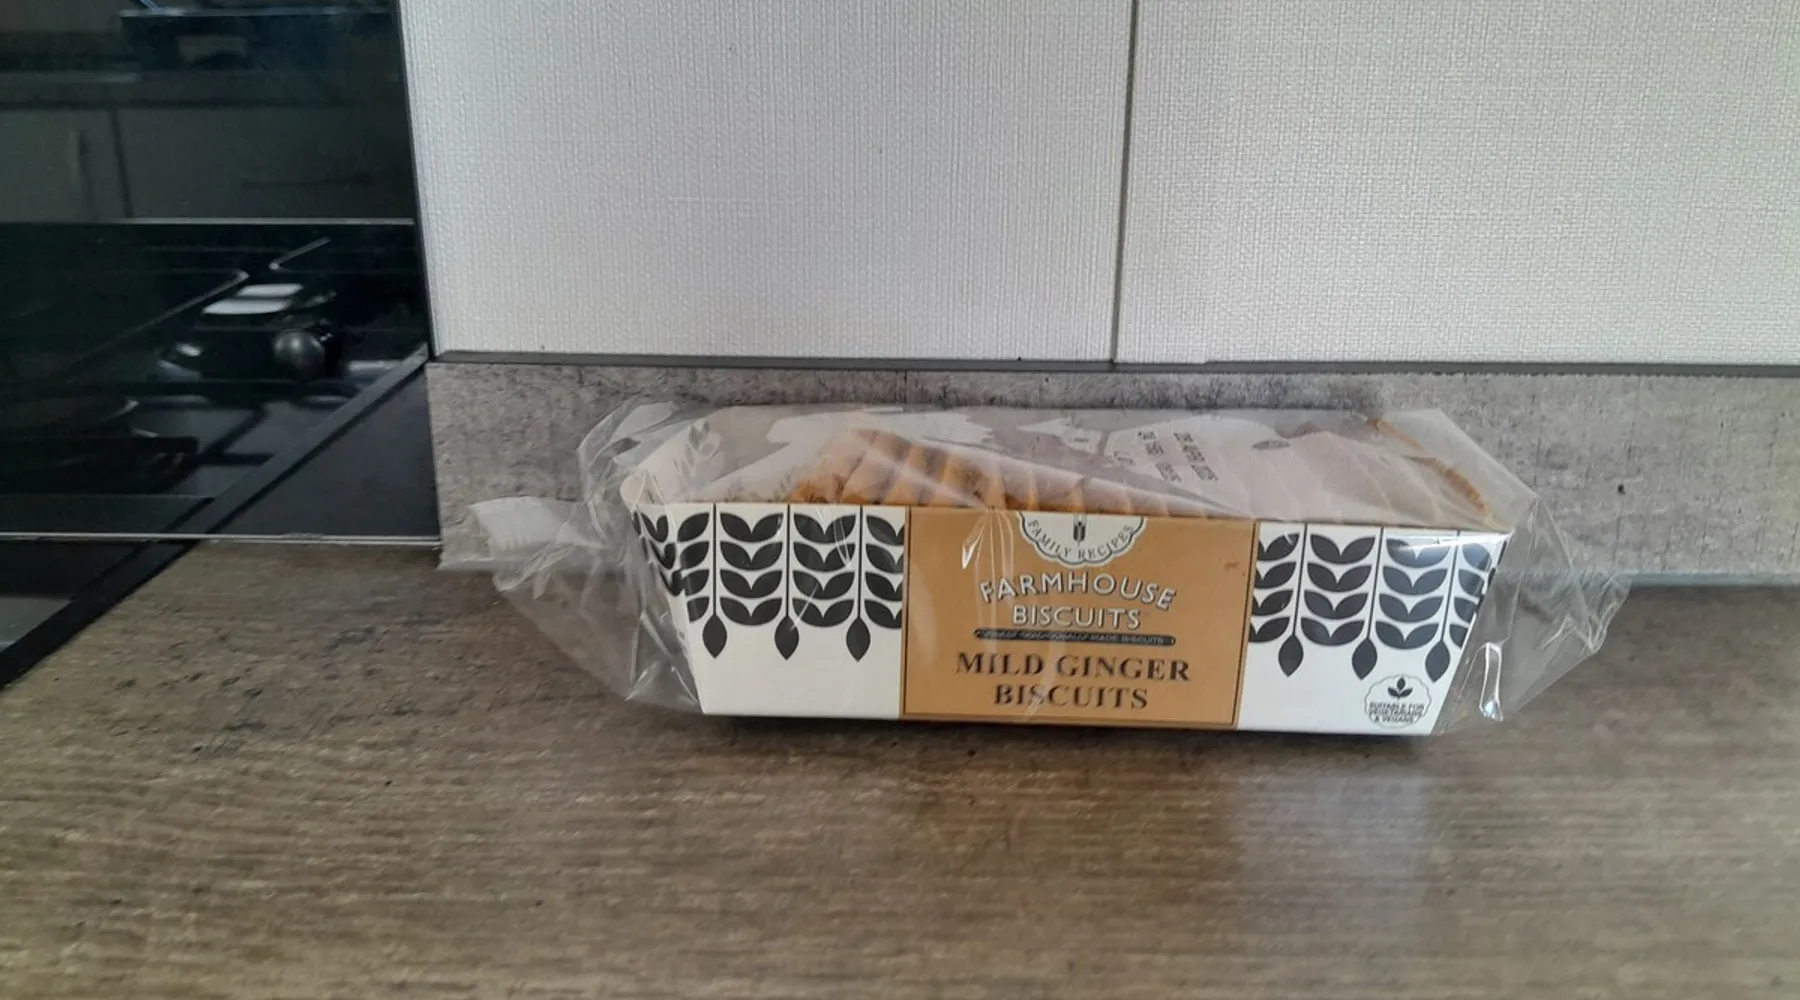 FAMILY RECIPES
FARMHOUSE
BISCUITS
MILD GINGER
BISCUITS
SUITABLE FOR
VEGETARIANS
& VEGANS